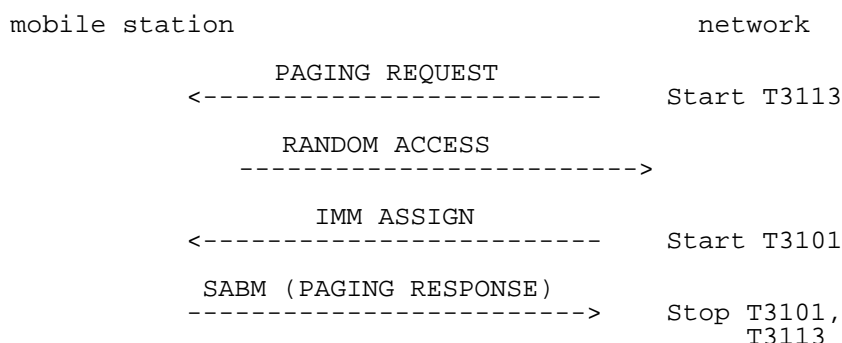 mobile station network
PAGING REQUEST
<------------------------- Start T3113
RANDOM ACCESS
------------------------->
IMM ASSIGN
<------------------------- Start T3101
SABM (PAGING RESPONSE)
-------------------------> Stop T3101,
T3113